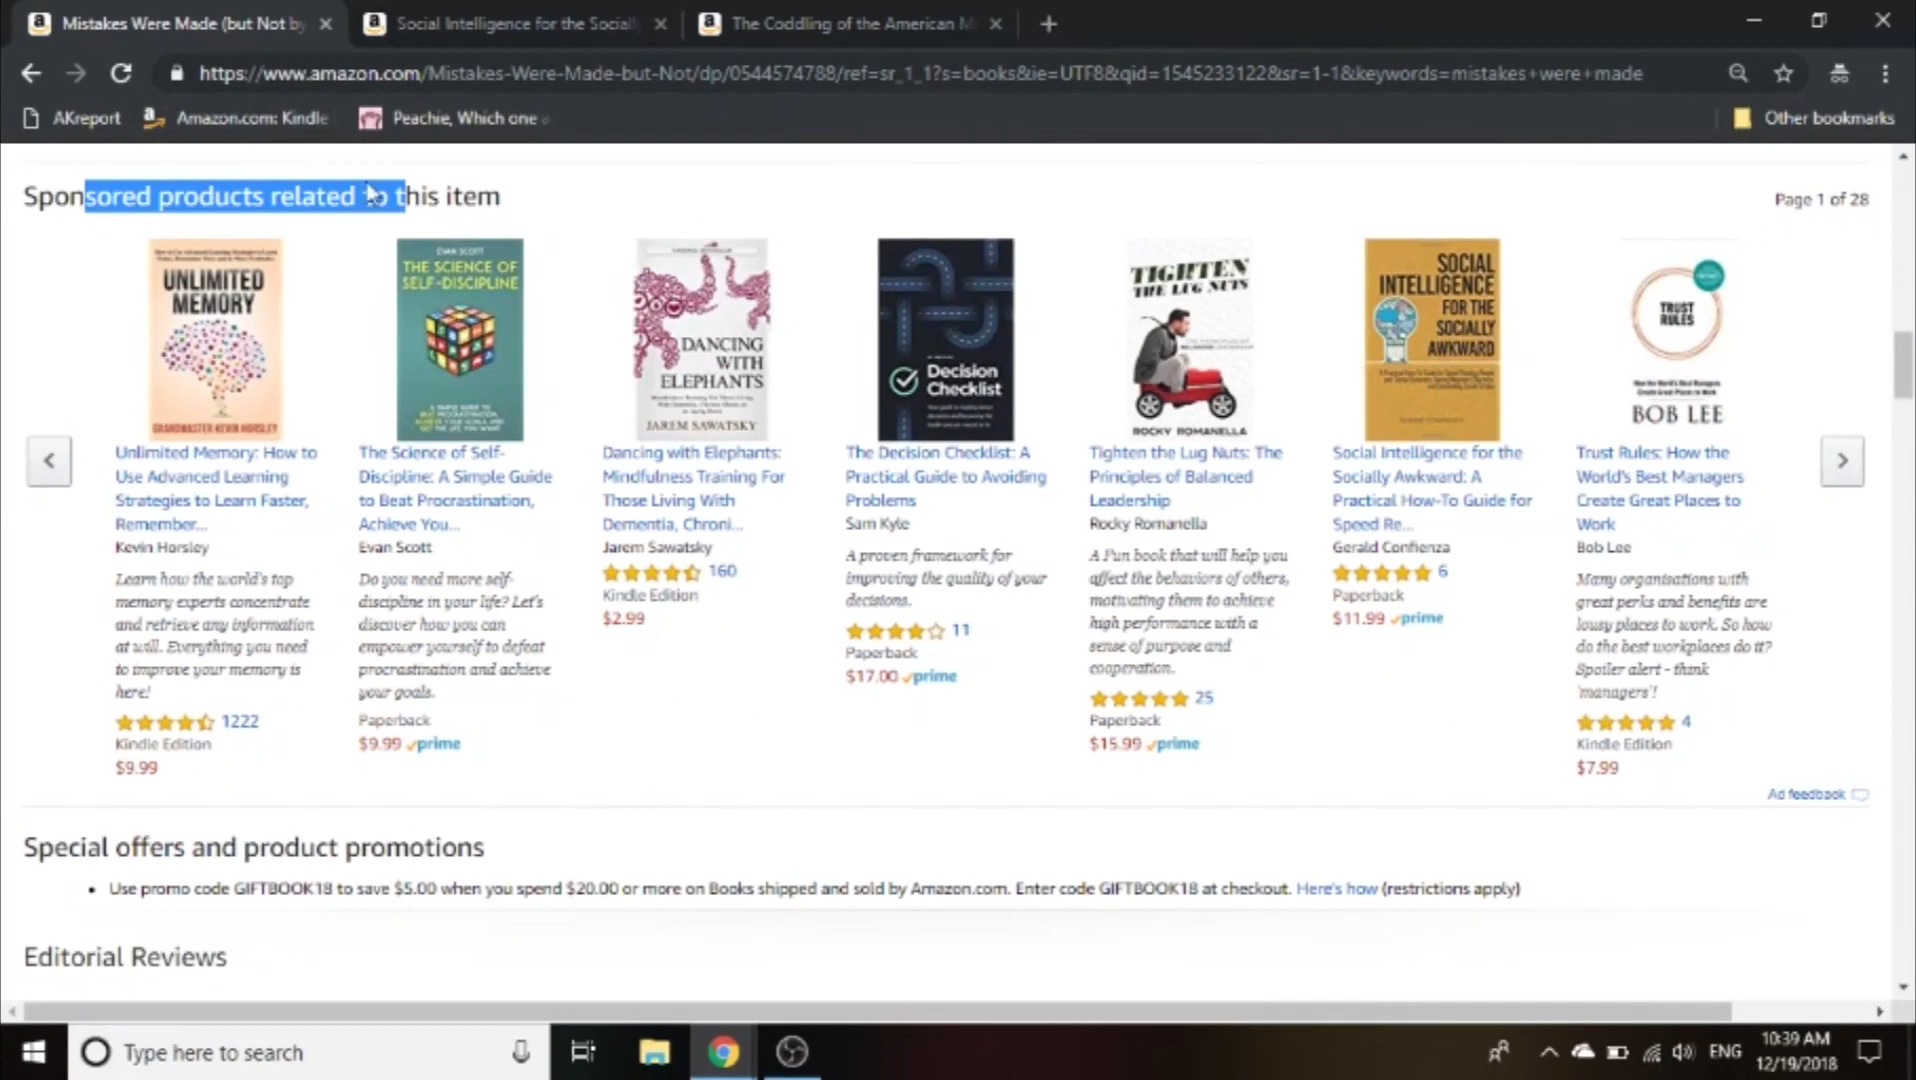 Mistakes Were Made (but Not by
Social Intelligence for the Sociall
The Coddling of the American M
https://www.amazon.com/Mistakes-Were-Made-but-Not/dp/0544574788/ref=sr_1_1?s=books&ie=UTF8&qid=1545233122&sr=1-1&keywords=mistakes+were+made
AKreport
Amazon.com: Kindle
Peachie, Which one a
Other bookmarks
Sponsored products related to this item
Page 1 of 28
UNLIMITED
MEMORY
GRANDMASTER KEVIN HORSLEY
EVAN SCOTT
THE SCIENCE OF
SELF-DISCIPLINE
DANCING
WITH
ELEPHANTS
JAREM SAWATSKY
Decision
Checklist
TIGHTEN
THE LUG NUTS
ROCKY ROMANELLA
SOCIAL
INTELLIGENCE
FOR THE
SOCIALLY
AWKWARD
TRUST
RULES
How the World's Best Managers
Create Great Places to Work
BOB LEE
Unlimited Memory: How to
Use Advanced Learning
Strategies to Learn Faster,
Remember...
Kevin Horsley
Learn how the world's top
memory experts concentrate
and retrieve any information
at will. Everything you need
to improve your memory is
here!
1222
Kindle Edition
$9.99
The Science of Self-
Discipline: A Simple Guide
to Beat Procrastination,
Achieve You...
Evan Scott
Do you need more self-
discipline in your life? Let's
discover how you can
empower yourself to defeat
procrastination and achieve
your goals.
Paperback
$9.99 prime
Dancing with Elephants:
Mindfulness Training For
Those Living With
Dementia, Chroni...
Jarem Sawatsky
160
Kindle Edition
$2.99
The Decision Checklist: A
Practical Guide to Avoiding
Problems
Sam Kyle
A proven framework for
improving the quality of your
decisions.
11
Paperback
$17.00 prime
Tighten the Lug Nuts: The
Principles of Balanced
Leadership
Rocky Romanella
A Fun book that will help you
affect the behaviors of others,
motivating them to achieve
high performance with a
sense of purpose and
cooperation.
25
Paperback
$15.99 prime
Social Intelligence for the
Socially Awkward: A
Practical How-To Guide for
Speed Re...
Gerald Confienza
6
Paperback
$11.99 prime
Trust Rules: How the
World's Best Managers
Create Great Places to
Work
Bob Lee
Many organisations with
great perks and benefits are
lousy places to work. So how
do the best workplaces do it?
Spoiler alert - think
'managers'!
4
Kindle Edition
$7.99
Ad feedback
Special offers and product promotions
• Use promo code GIFTBOOK18 to save $5.00 when you spend $20.00 or more on Books shipped and sold by Amazon.com. Enter code GIFTBOOK18 at checkout. Here's how (restrictions apply)
Editorial Reviews
Type here to search
ENG
10:39 AM
12/19/2018